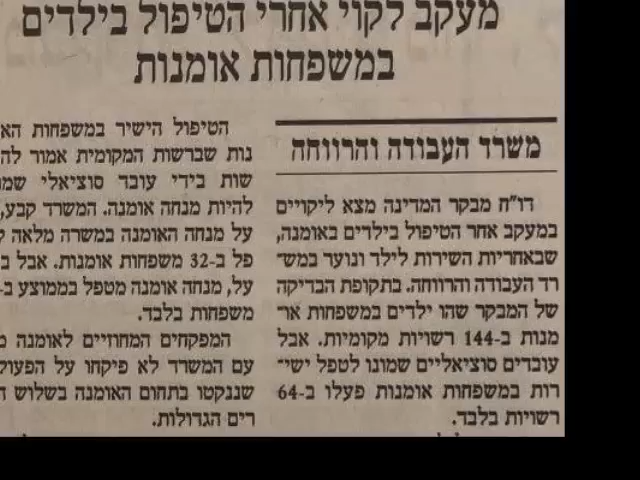 מעקב לקוי אחרי הטיפול בילדים
במשפחות אומנות
משרד העבודה והרווחה
דו"ח מבקר המדינה מצא ליקויים
במעקב אחר הטיפול בילדים באומנה,
שבאחריות השירות לילד ונוער במש־
רד העבודה והרווחה. בתקופת הבדיקה
של המבקר שהו ילדים במשפחות או־
מנות ב-144 רשויות מקומיות. אבל
עובדים סוציאליים שמונו לטפל ישי־
רות במשפחות אומנות פעלו ב-64
רשויות בלבד.
הטיפול הישיר במשפחות האו
נות שברשות המקומית אמור לה
שות בידי עובד סוציאלי שמ
להיות מנחה אומנה. המשרד קבע,
על מנחה האומנה במשרה מלאה ל
פל ב-32 משפחות אומנות. אבל ב
על, מנחה אומנה מטפל בממוצע ב-
משפחות בלבד.
המפקחים המחוזיים לאומנה מ
עם המשרד לא פיקחו על הפעול
שננקטו בתחום האומנה בשלוש ה
רים הגדולות.